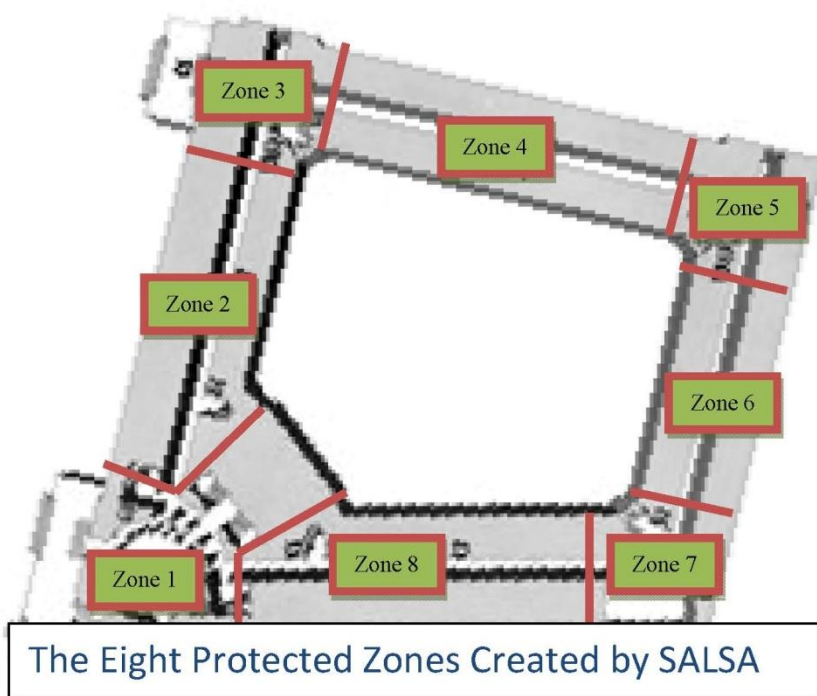 Zone 3
Zone 4
Zone 5
Zone 2
Zone 6
Zone 8
Zone 7
Zone 1
The Eight Protected Zones Created by SALSA